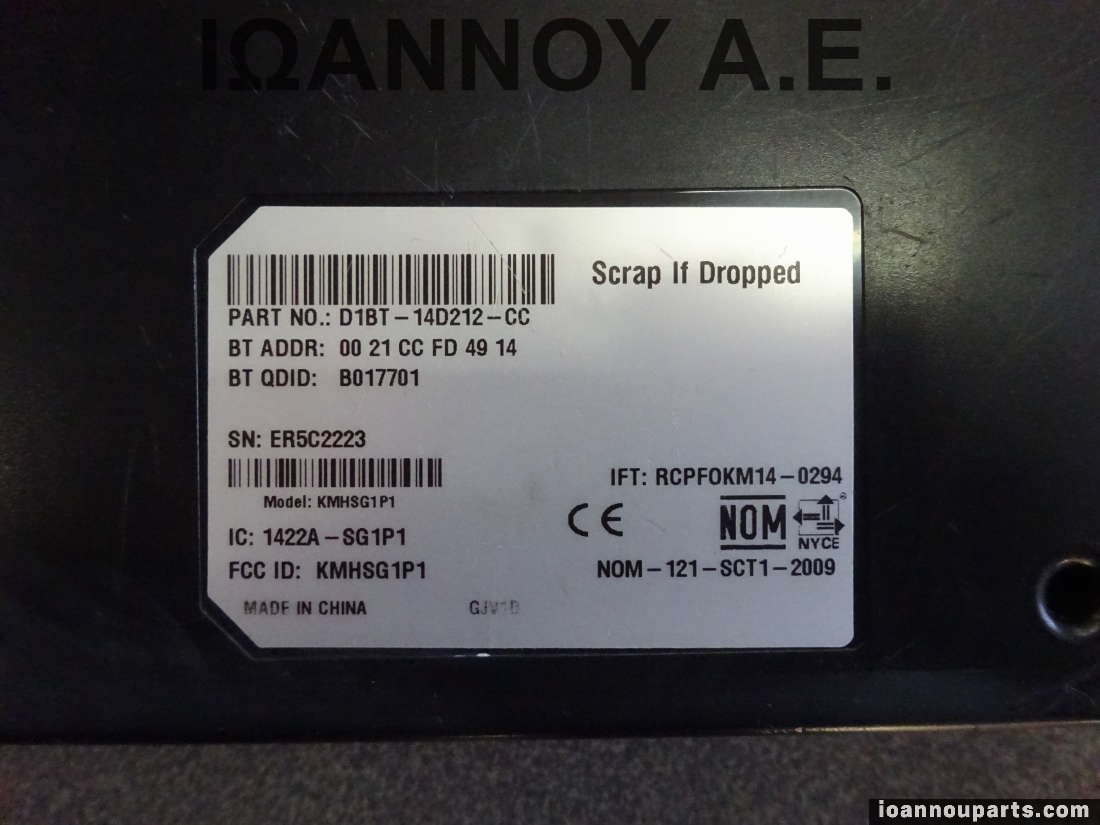 ΙΩΑΝΝΟΥ Α.Ε.
Scrap If Dropped
PART NO.: D1BT-14D212-CC
BT ADDR: 00 21 CC FD 49 14
BT QDID: B017701
SN: ER5C2223
Model: KMHSG1P1
IC: 1422A-SG1P1
FCC ID: KMHSG1P1
MADE IN CHINA
IFT: RCPFOKM14-0294
CE
NOM
NYCE
®
NOM-121-SCT1-2009
ioannouparts.com